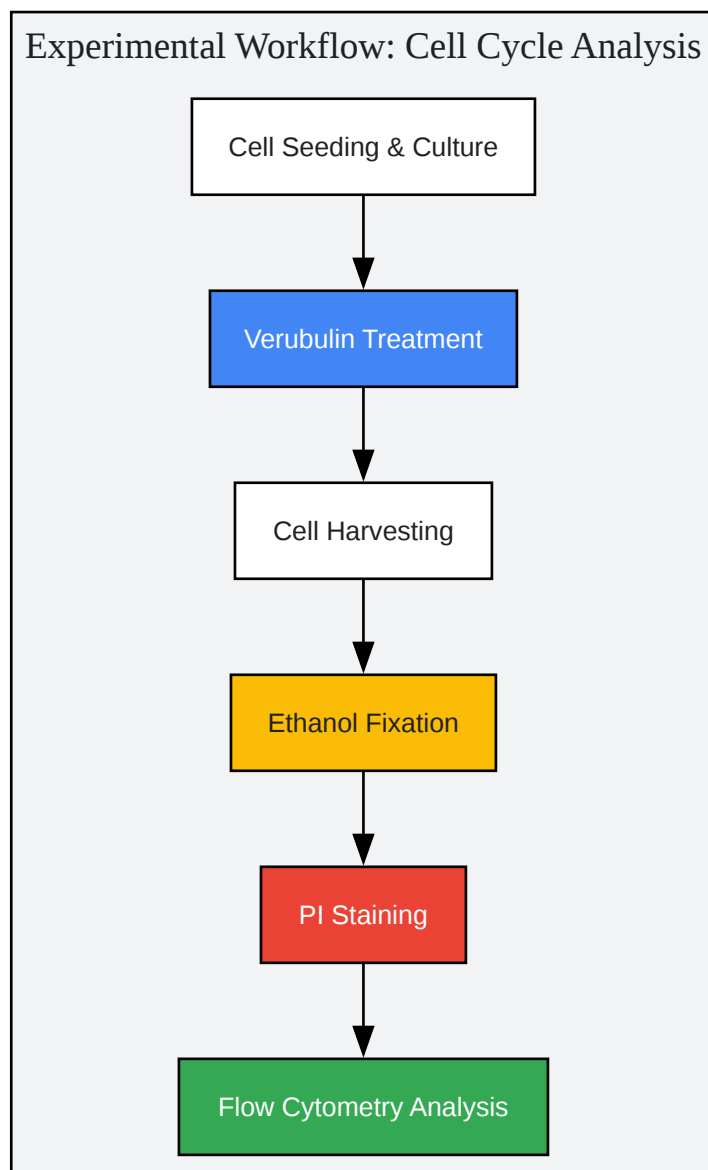 Experimental Workflow: Cell Cycle Analysis
Cell Seeding & Culture
Verubulin Treatment
Cell Harvesting
Ethanol Fixation
PI Staining
Flow Cytometry Analysis